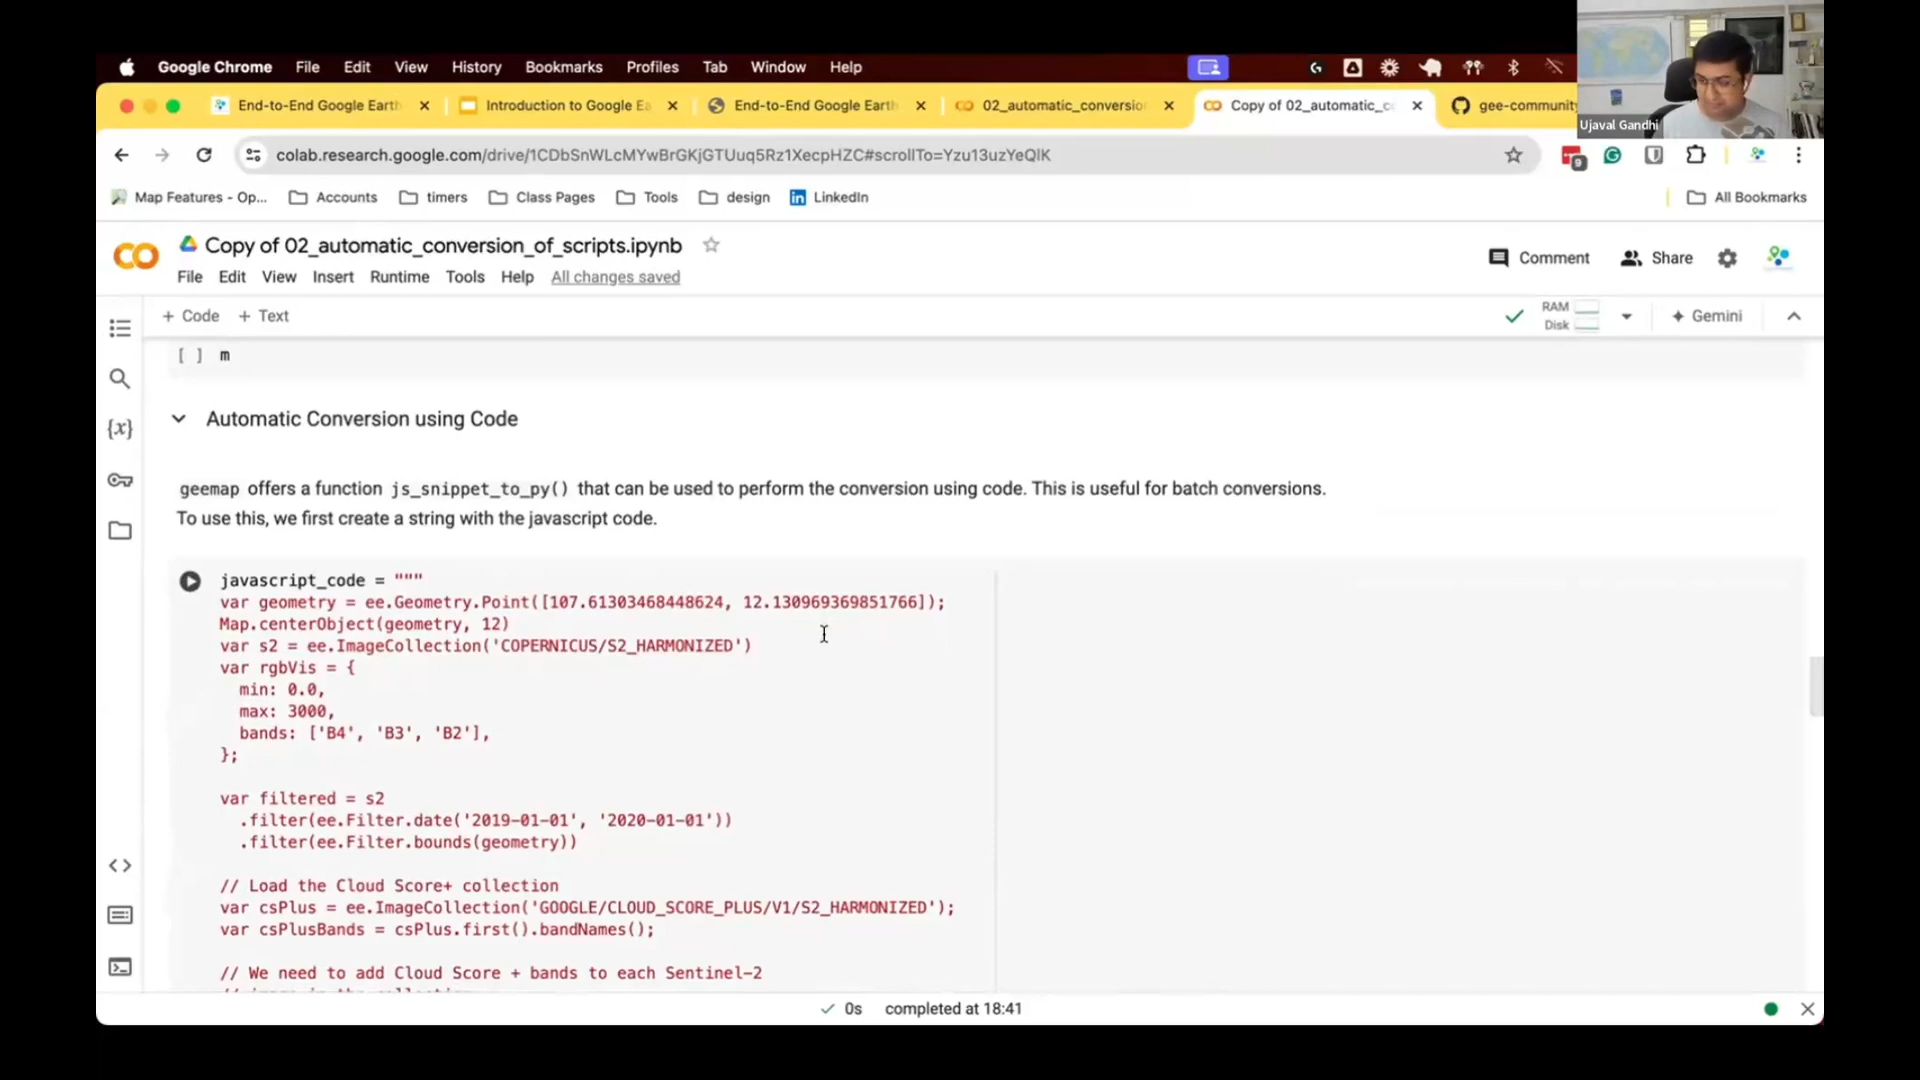 Google Chrome File Edit View History Bookmarks Profiles Tab Window Help
Ujaval Gandhi
End-to-End Google Earth
Introduction to Google Ea
End-to-End Google Earth
02_automatic_conversio
Copy of 02_automatic_co
gee-community
colab.research.google.com/drive/1CDbSnWLcMYwBrGKjGTUuq5Rz1XecpHZC#scrollTo=Yzu13uzYeQlK
9
Map Features - Op... Accounts timers Class Pages Tools design LinkedIn All Bookmarks
CO Copy of 02_automatic_conversion_of_scripts.ipynb
File Edit View Insert Runtime Tools Help All changes saved
Comment Share
+ Code + Text
RAM
Disk
Gemini
[ ] m
Automatic Conversion using Code
geemap offers a function js_snippet_to_py() that can be used to perform the conversion using code. This is useful for batch conversions.
To use this, we first create a string with the javascript code.
javascript_code = """
var geometry = ee.Geometry.Point([107.61303468448624, 12.130969369851766]);
Map.centerObject(geometry, 12)
var s2 = ee.ImageCollection('COPERNICUS/S2_HARMONIZED')
var rgbVis = {
min: 0.0,
max: 3000,
bands: ['B4', 'B3', 'B2'],
};
var filtered = s2
.filter(ee.Filter.date('2019-01-01', '2020-01-01'))
.filter(ee.Filter.bounds(geometry))
// Load the Cloud Score+ collection
var csPlus = ee.ImageCollection('GOOGLE/CLOUD_SCORE_PLUS/V1/S2_HARMONIZED');
var csPlusBands = csPlus.first().bandNames();
// We need to add Cloud Score + bands to each Sentinel-2
{x}
0s completed at 18:41